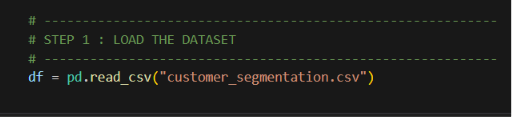 # --------------------------------------------------------
# STEP 1 : LOAD THE DATASET
# --------------------------------------------------------
df = pd.read_csv("customer_segmentation.csv")